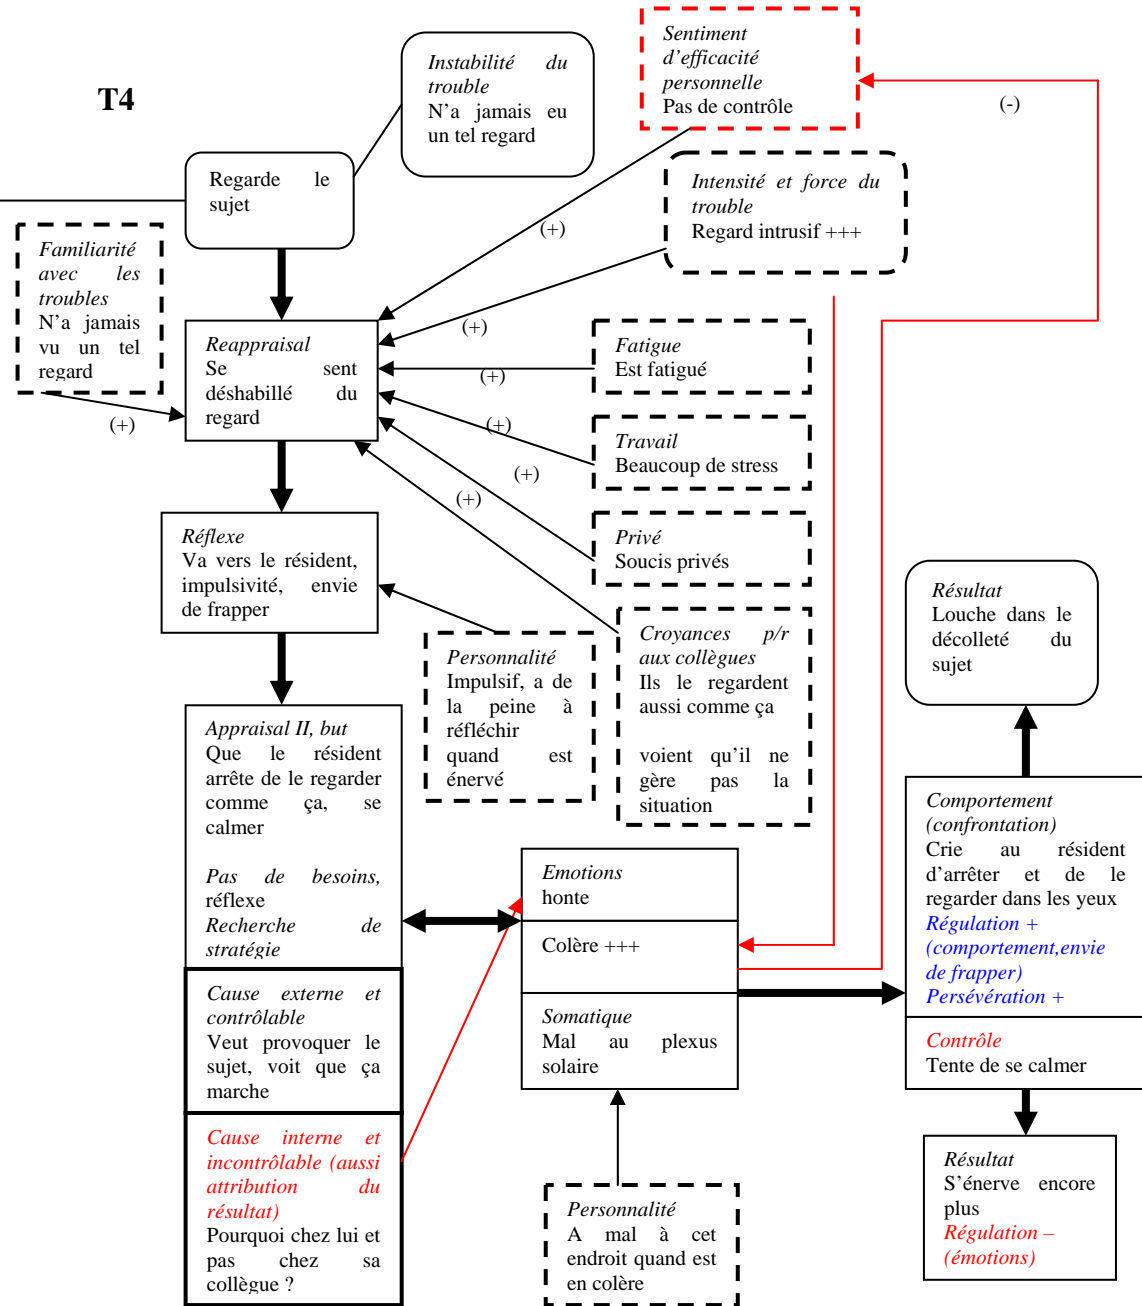 T4
Instabilité du
trouble
N'a jamais eu
un tel regard
Sentiment
d'efficacité
personnelle
Pas de contrôle
(-)
Regarde le
sujet
Intensité et force du
trouble
Regard intrusif +++
(+)
Familiarité
avec les
troubles
N'a jamais
vu un tel
regard
(+)
Reappraisal
Se sent
déshabillé du
regard
(+)
Fatigue
Est fatigué
(+)
(+)
Travail
Beaucoup de stress
(+)
(+)
Privé
Soucis privés
Réflexe
Va vers le résident,
impulsivité, envie
de frapper
Personnalité
Impulsif, a de
la peine à
réfléchir
quand est
énervé
Croyances p/r
aux collègues
Ils le regardent
aussi comme ça
voient qu'il ne
gère pas la
situation
Résultat
Louche dans le
décolleté du
sujet
Appraisal II, but
Que le résident
arrête de le regarder
comme ça, se
calmer
Pas de besoins,
réflexe
Recherche de
stratégie
Cause externe et
contrôlable
Veut provoquer le
sujet, voit que ça
marche
Cause interne et
incontrôlable (aussi
attribution du
résultat)
Pourquoi chez lui et
pas chez sa
collègue ?
Emotions
honte
Colère +++
Somatique
Mal au plexus
solaire
Personnalité
A mal à cet
endroit quand est
en colère
Comportement
(confrontation)
Crie au résident
d'arrêter et de le
regarder dans les yeux
Régulation +
(comportement,envie
de frapper)
Persévération +
Contrôle
Tente de se calmer
Résultat
S'énerve encore
plus
Régulation –
(émotions)